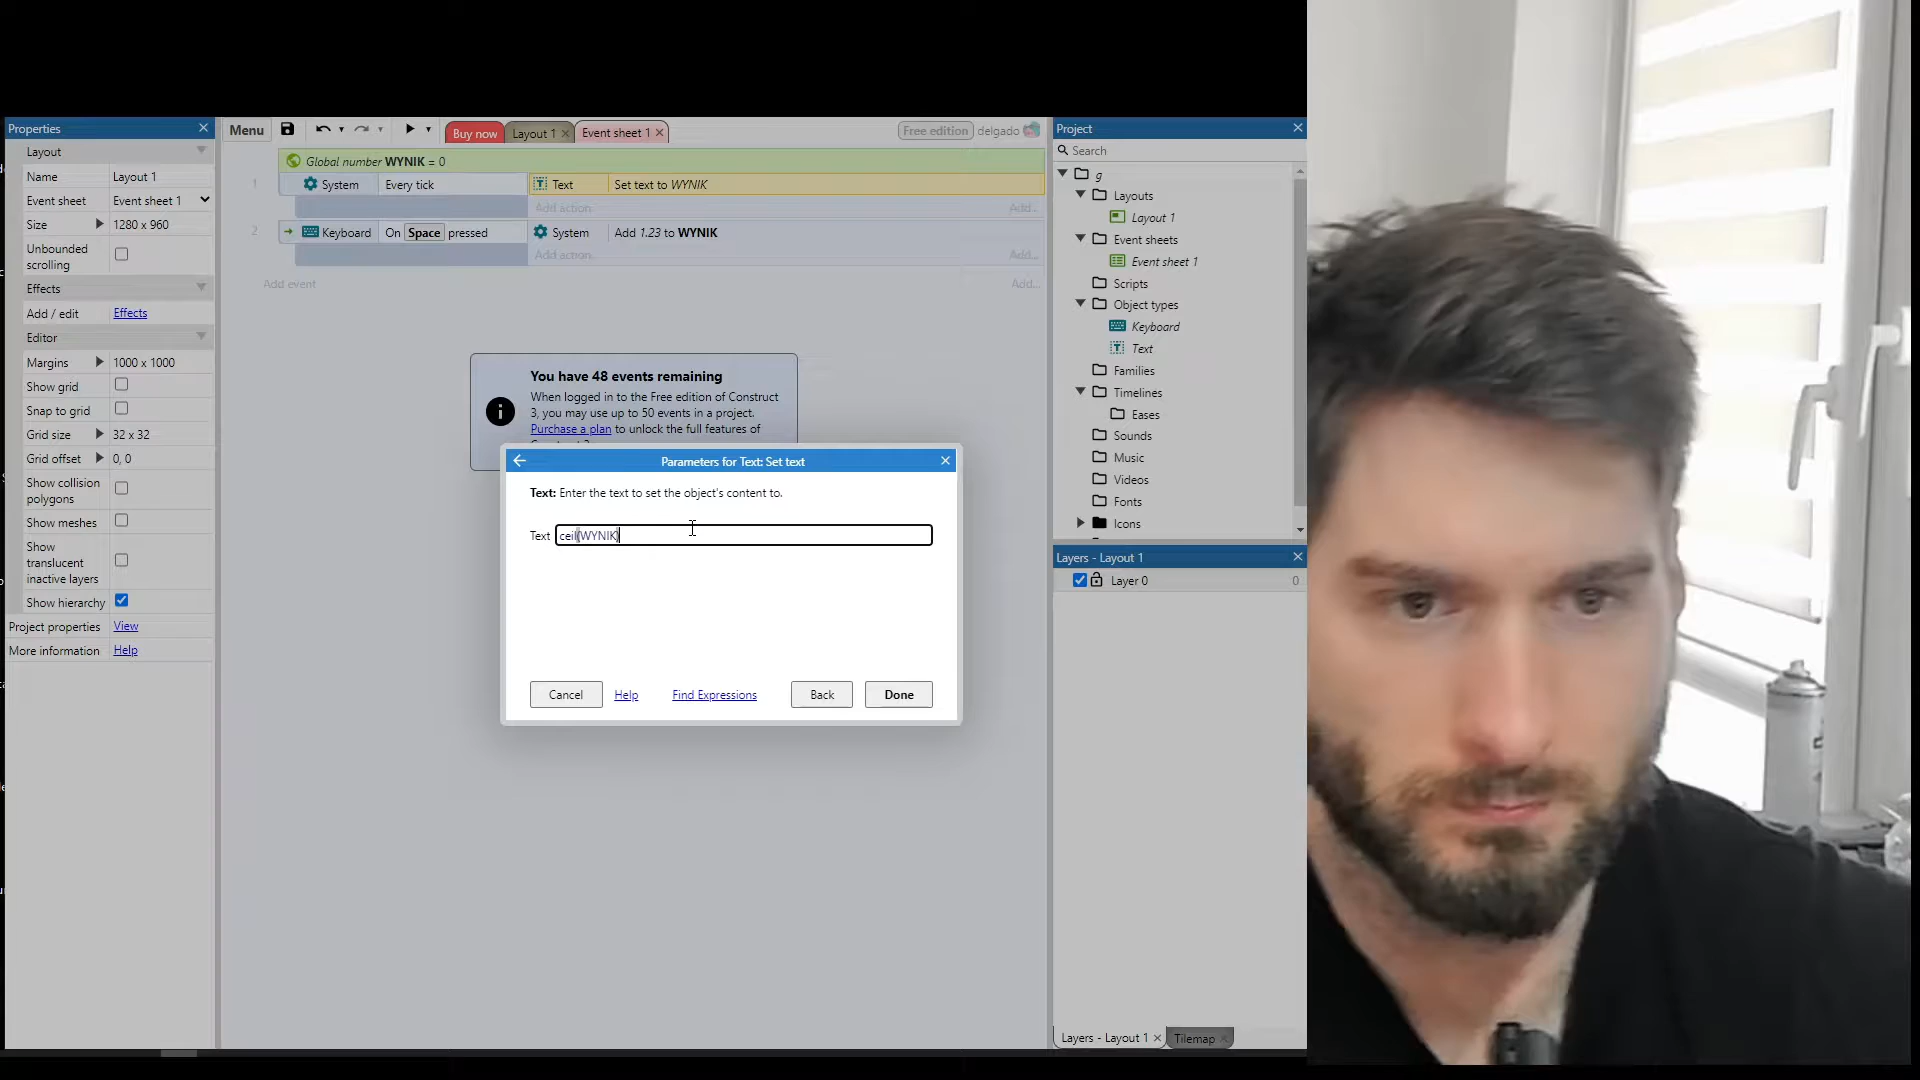 Properties
Layout
Name Layout 1
Event sheet Event sheet 1
Size 1280 x 960
Unbounded
scrolling
Effects
Add / edit Effects
Editor
Margins 1000 x 1000
Show grid
Snap to grid
Grid size 32 x 32
Grid offset 0, 0
Show collision
polygons
Show meshes
Show
translucent
inactive layers
Show hierarchy
Project properties View
More information Help
Menu
Buy now
Layout 1
Event sheet 1
Free edition
delgado
Global number WYNIK = 0
1 System Every tick Text Set text to WYNIK
Add action Add...
2 Keyboard On Space pressed System Add 1.23 to WYNIK
Add action Add...
Add event Add...
You have 48 events remaining
When logged in to the Free edition of Construct
3, you may use up to 50 events in a project.
Purchase a plan to unlock the full features of
Parameters for Text: Set text
Text: Enter the text to set the object's content to.
Text ceil(WYNIK)
Cancel Help Find Expressions Back Done
Project
Search
g
Layouts
Layout 1
Event sheets
Event sheet 1
Scripts
Object types
Keyboard
Text
Families
Timelines
Eases
Sounds
Music
Videos
Fonts
Icons
Layers - Layout 1
Layer 0 0
Layers - Layout 1
Tilemap